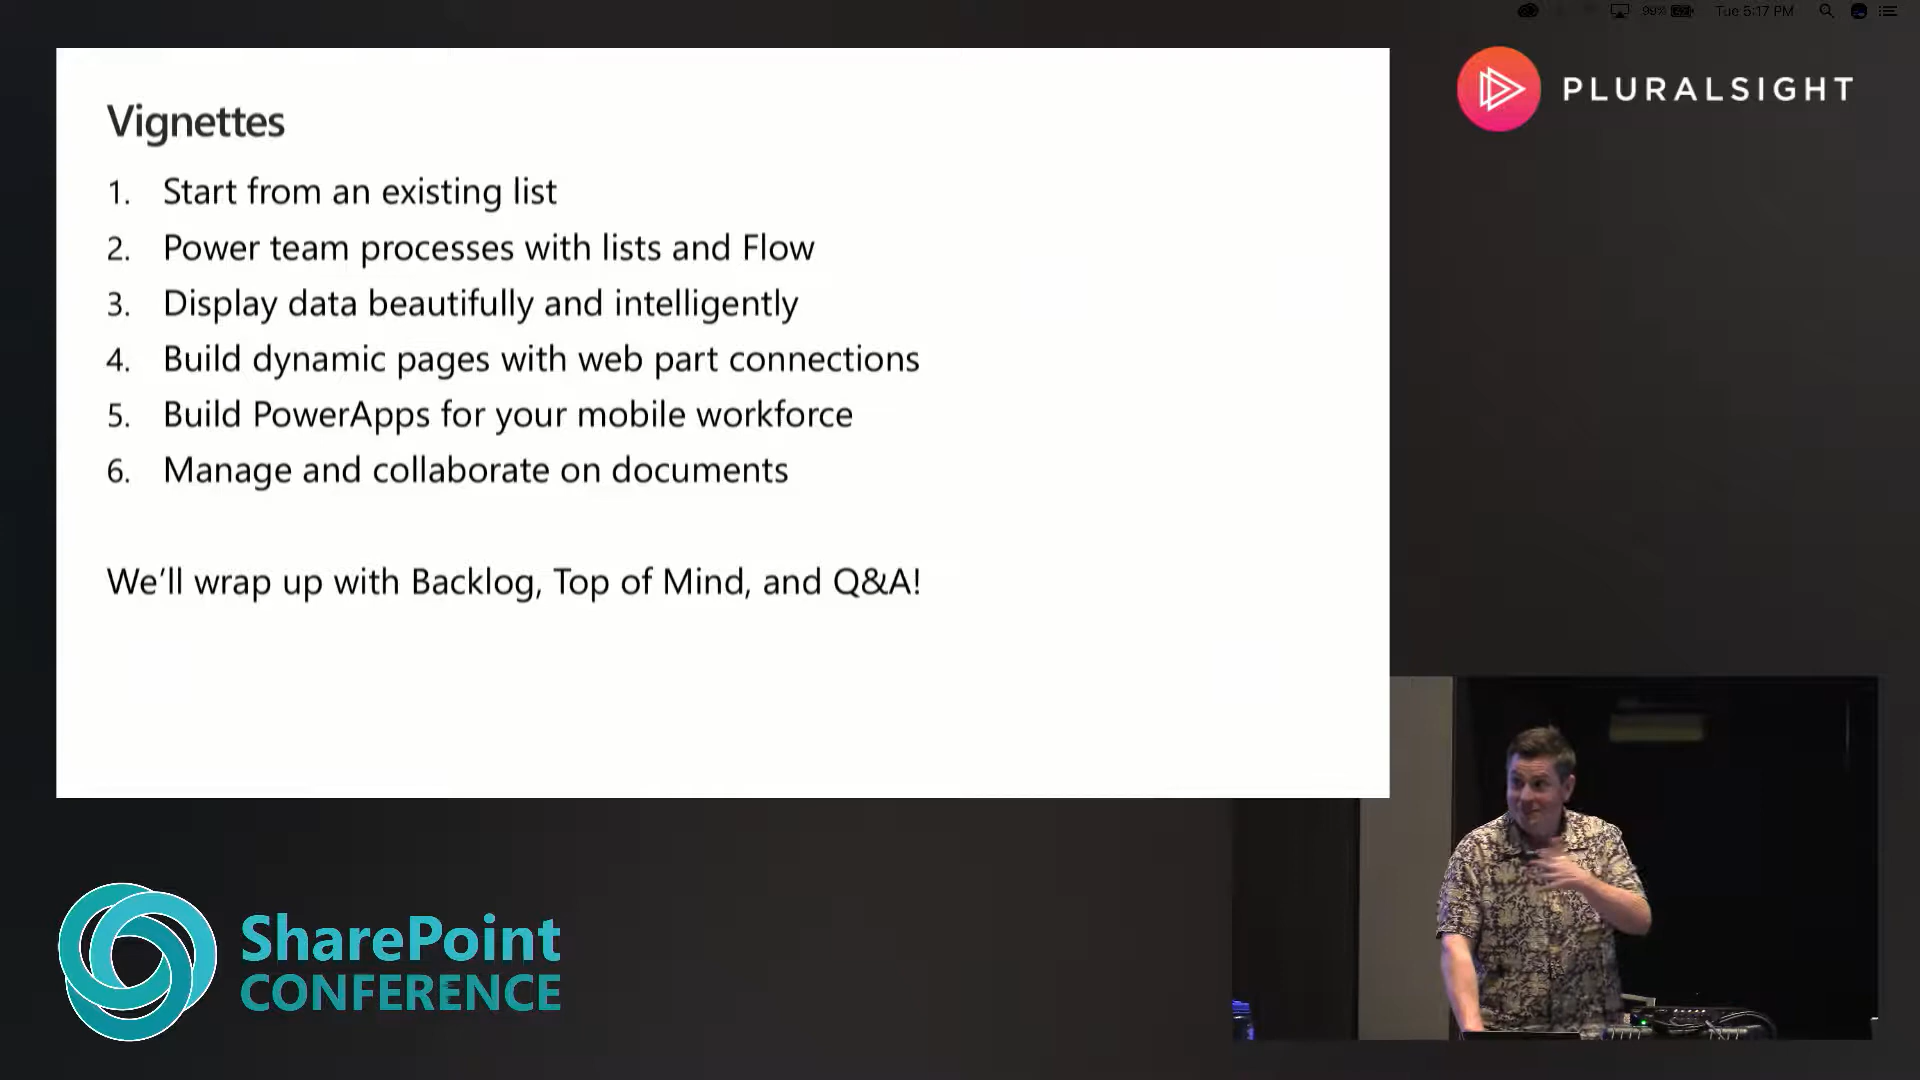 99% Tue 5:17 PM
PLURALSIGHT
Vignettes
1. Start from an existing list
2. Power team processes with lists and Flow
3. Display data beautifully and intelligently
4. Build dynamic pages with web part connections
5. Build PowerApps for your mobile workforce
6. Manage and collaborate on documents
We’ll wrap up with Backlog, Top of Mind, and Q&A!
SharePoint
CONFERENCE